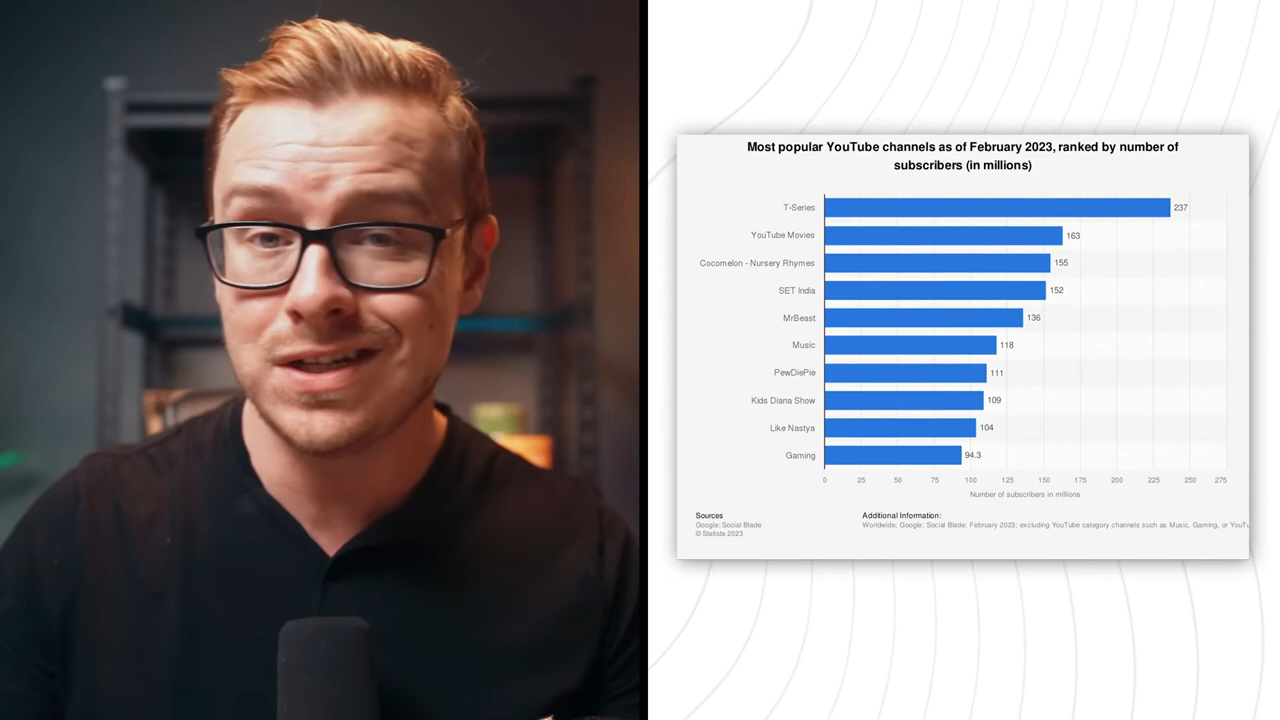 Most popular YouTube channels as of February 2023, ranked by number of
subscribers (in millions)
T-Series 237
YouTube Movies 163
Cocomelon - Nursery Rhymes 155
SET India 152
MrBeast 136
Music 118
PewDiePie 111
Kids Diana Show 109
Like Nastya 104
Gaming 94.3
0 25 50 75 100 125 150 175 200 225 250 275
Number of subscribers in millions
Sources
Google; Social Blade
© Statista 2023
Additional Information:
Worldwide; Google; Social Blade; February 2023; excluding YouTube category channels such as Music, Gaming, or YouTu